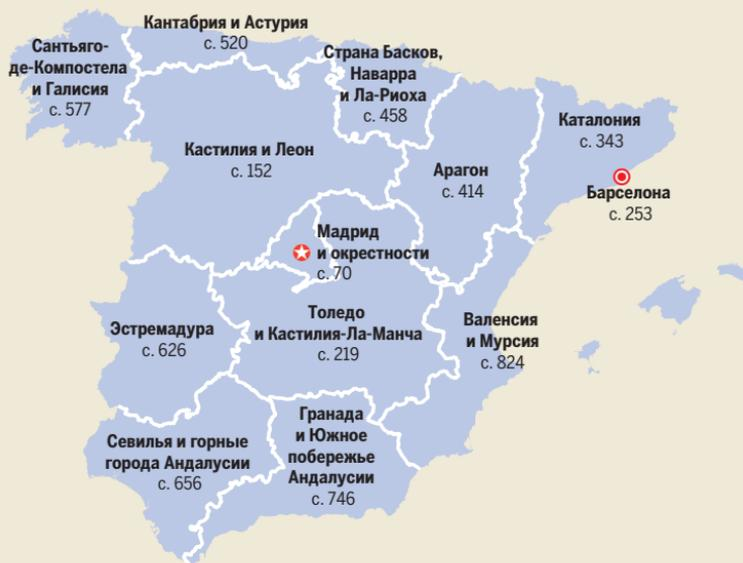 Кантабрия и Астурия
с. 520
Сантьяго-
де-Компостела
и Галисия
с. 577
Страна Басков,
Наварра
и Ла-Риоха
с. 458
Каталония
с. 343
Кастилия и Леон
с. 152
Арагон
с. 414
Барселона
с. 253
Мадрид
и окрестности
с. 70
Эстремадура
с. 626
Толедо
и Кастилия-Ла-Манча
с. 219
Валенсия
и Мурсия
с. 824
Севилья и горные
города Андалусии
с. 656
Гранада
и Южное
побережье
Андалусии
с. 746